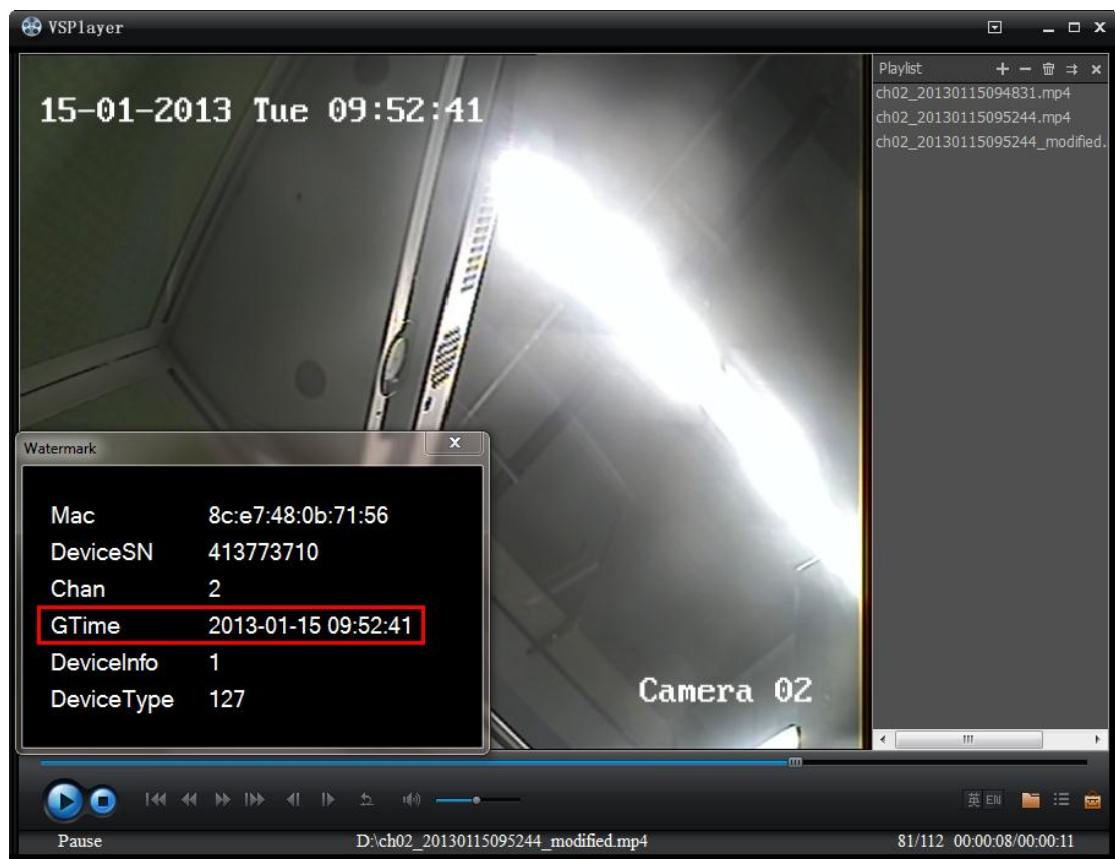 VSPlayer
Playlist
ch02_20130115094831.mp4
ch02_20130115095244.mp4
ch02_20130115095244_modified.
15-01-2013 Tue 09:52:41
Watermark
Mac 8c:e7:48:0b:71:56
DeviceSN 413773710
Chan 2
GTime 2013-01-15 09:52:41
DeviceInfo 1
DeviceType 127
Camera 02
英 EN
Pause D:\ch02_20130115095244_modified.mp4 81/112 00:00:08/00:00:11